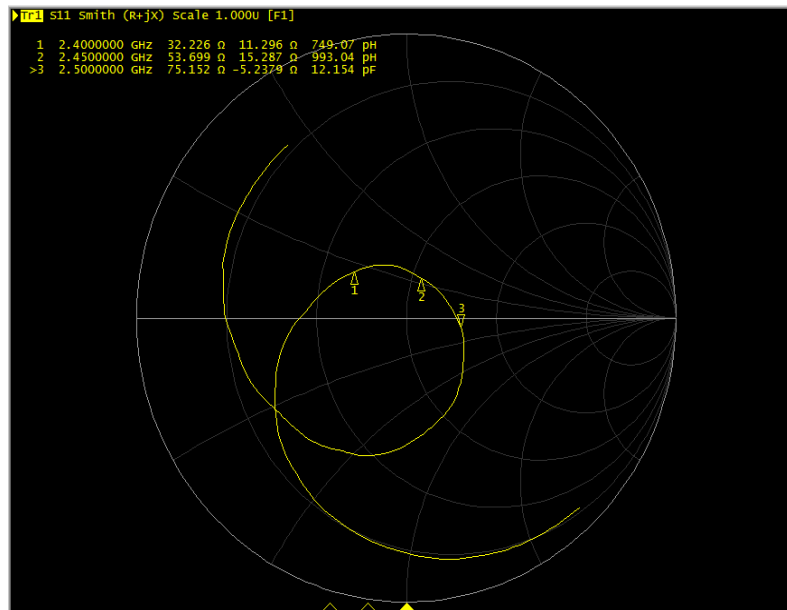 Tr1 S11 Smith (R+jX) Scale 1.000U [F1]
1 2.4000000 GHz 32.226 Ω 11.296 Ω 749.07 pH
2 2.4500000 GHz 53.699 Ω 15.287 Ω 993.04 pH
>3 2.5000000 GHz 75.152 Ω -5.2379 Ω 12.154 pF
3
1
2